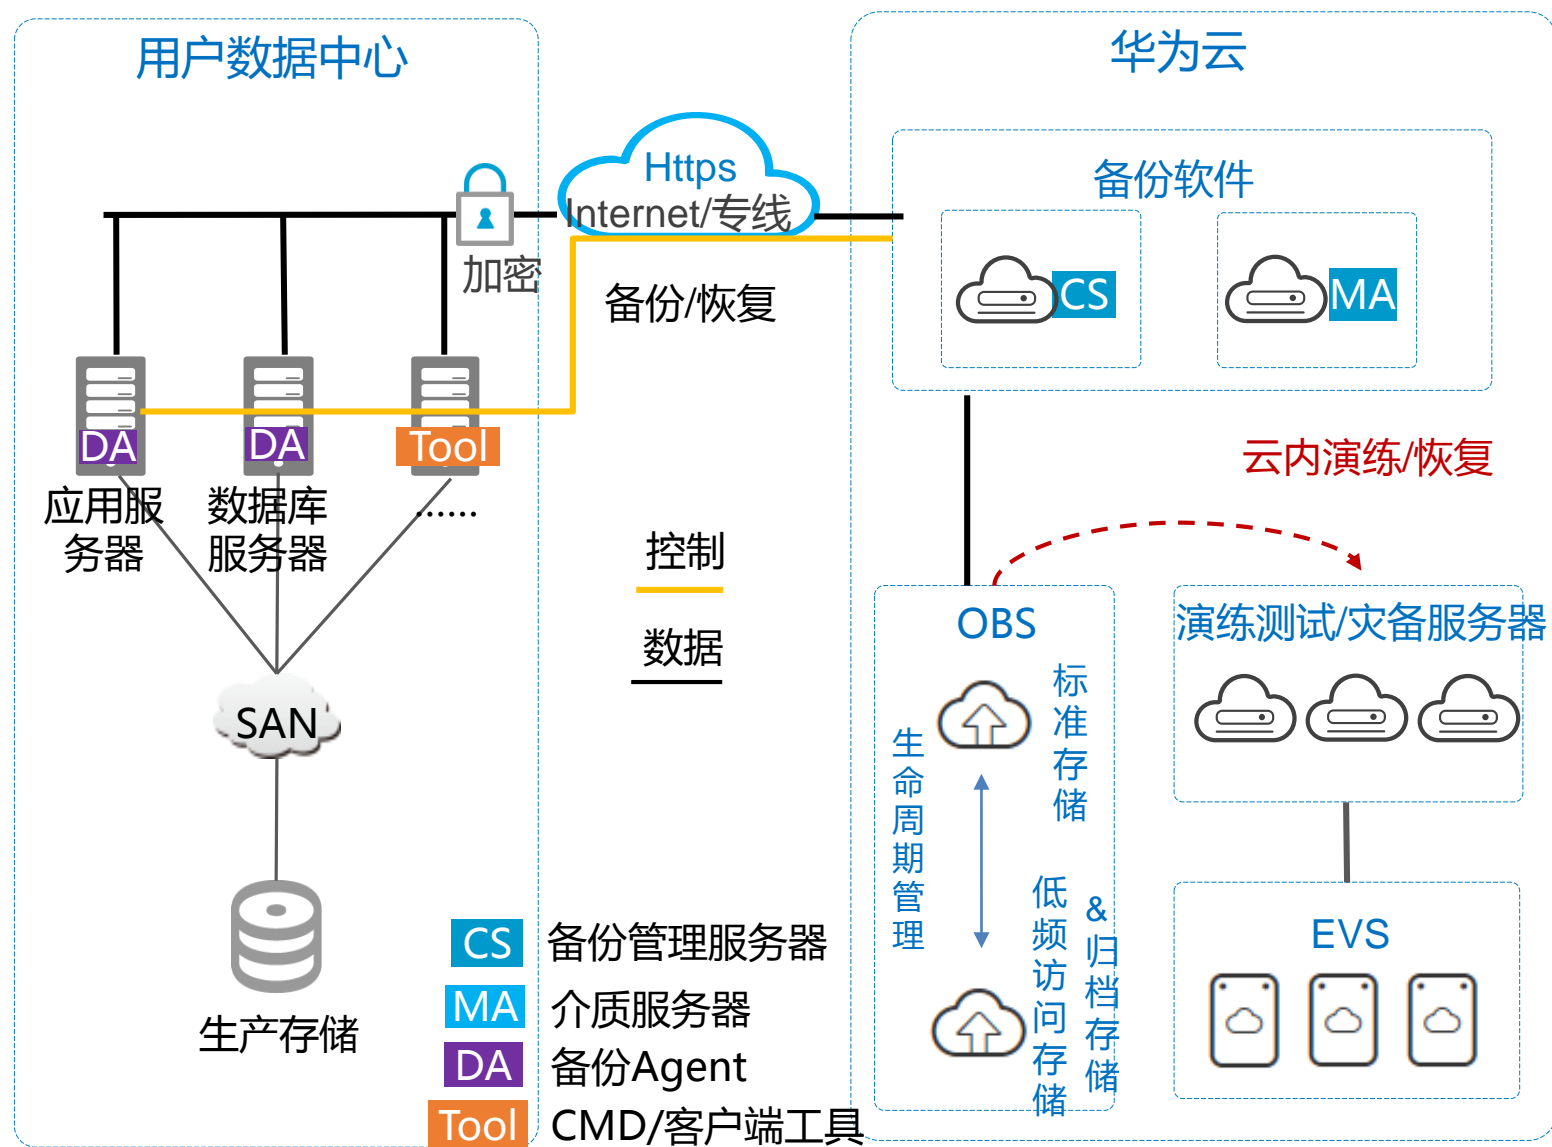 用户数据中心
华为云
Https
Internet/专线
加密
备份/恢复
备份软件
CS
MA
DA
DA
Tool
应用服
务器
数据库
服务器
······
云内演练/恢复
控制
数据
SAN
生产存储
OBS
标准存储
生命周期管理
低频访问存储
&归档存储
演练测试/灾备服务器
EVS
CS 备份管理服务器
MA 介质服务器
DA 备份Agent
Tool CMD/客户端工具